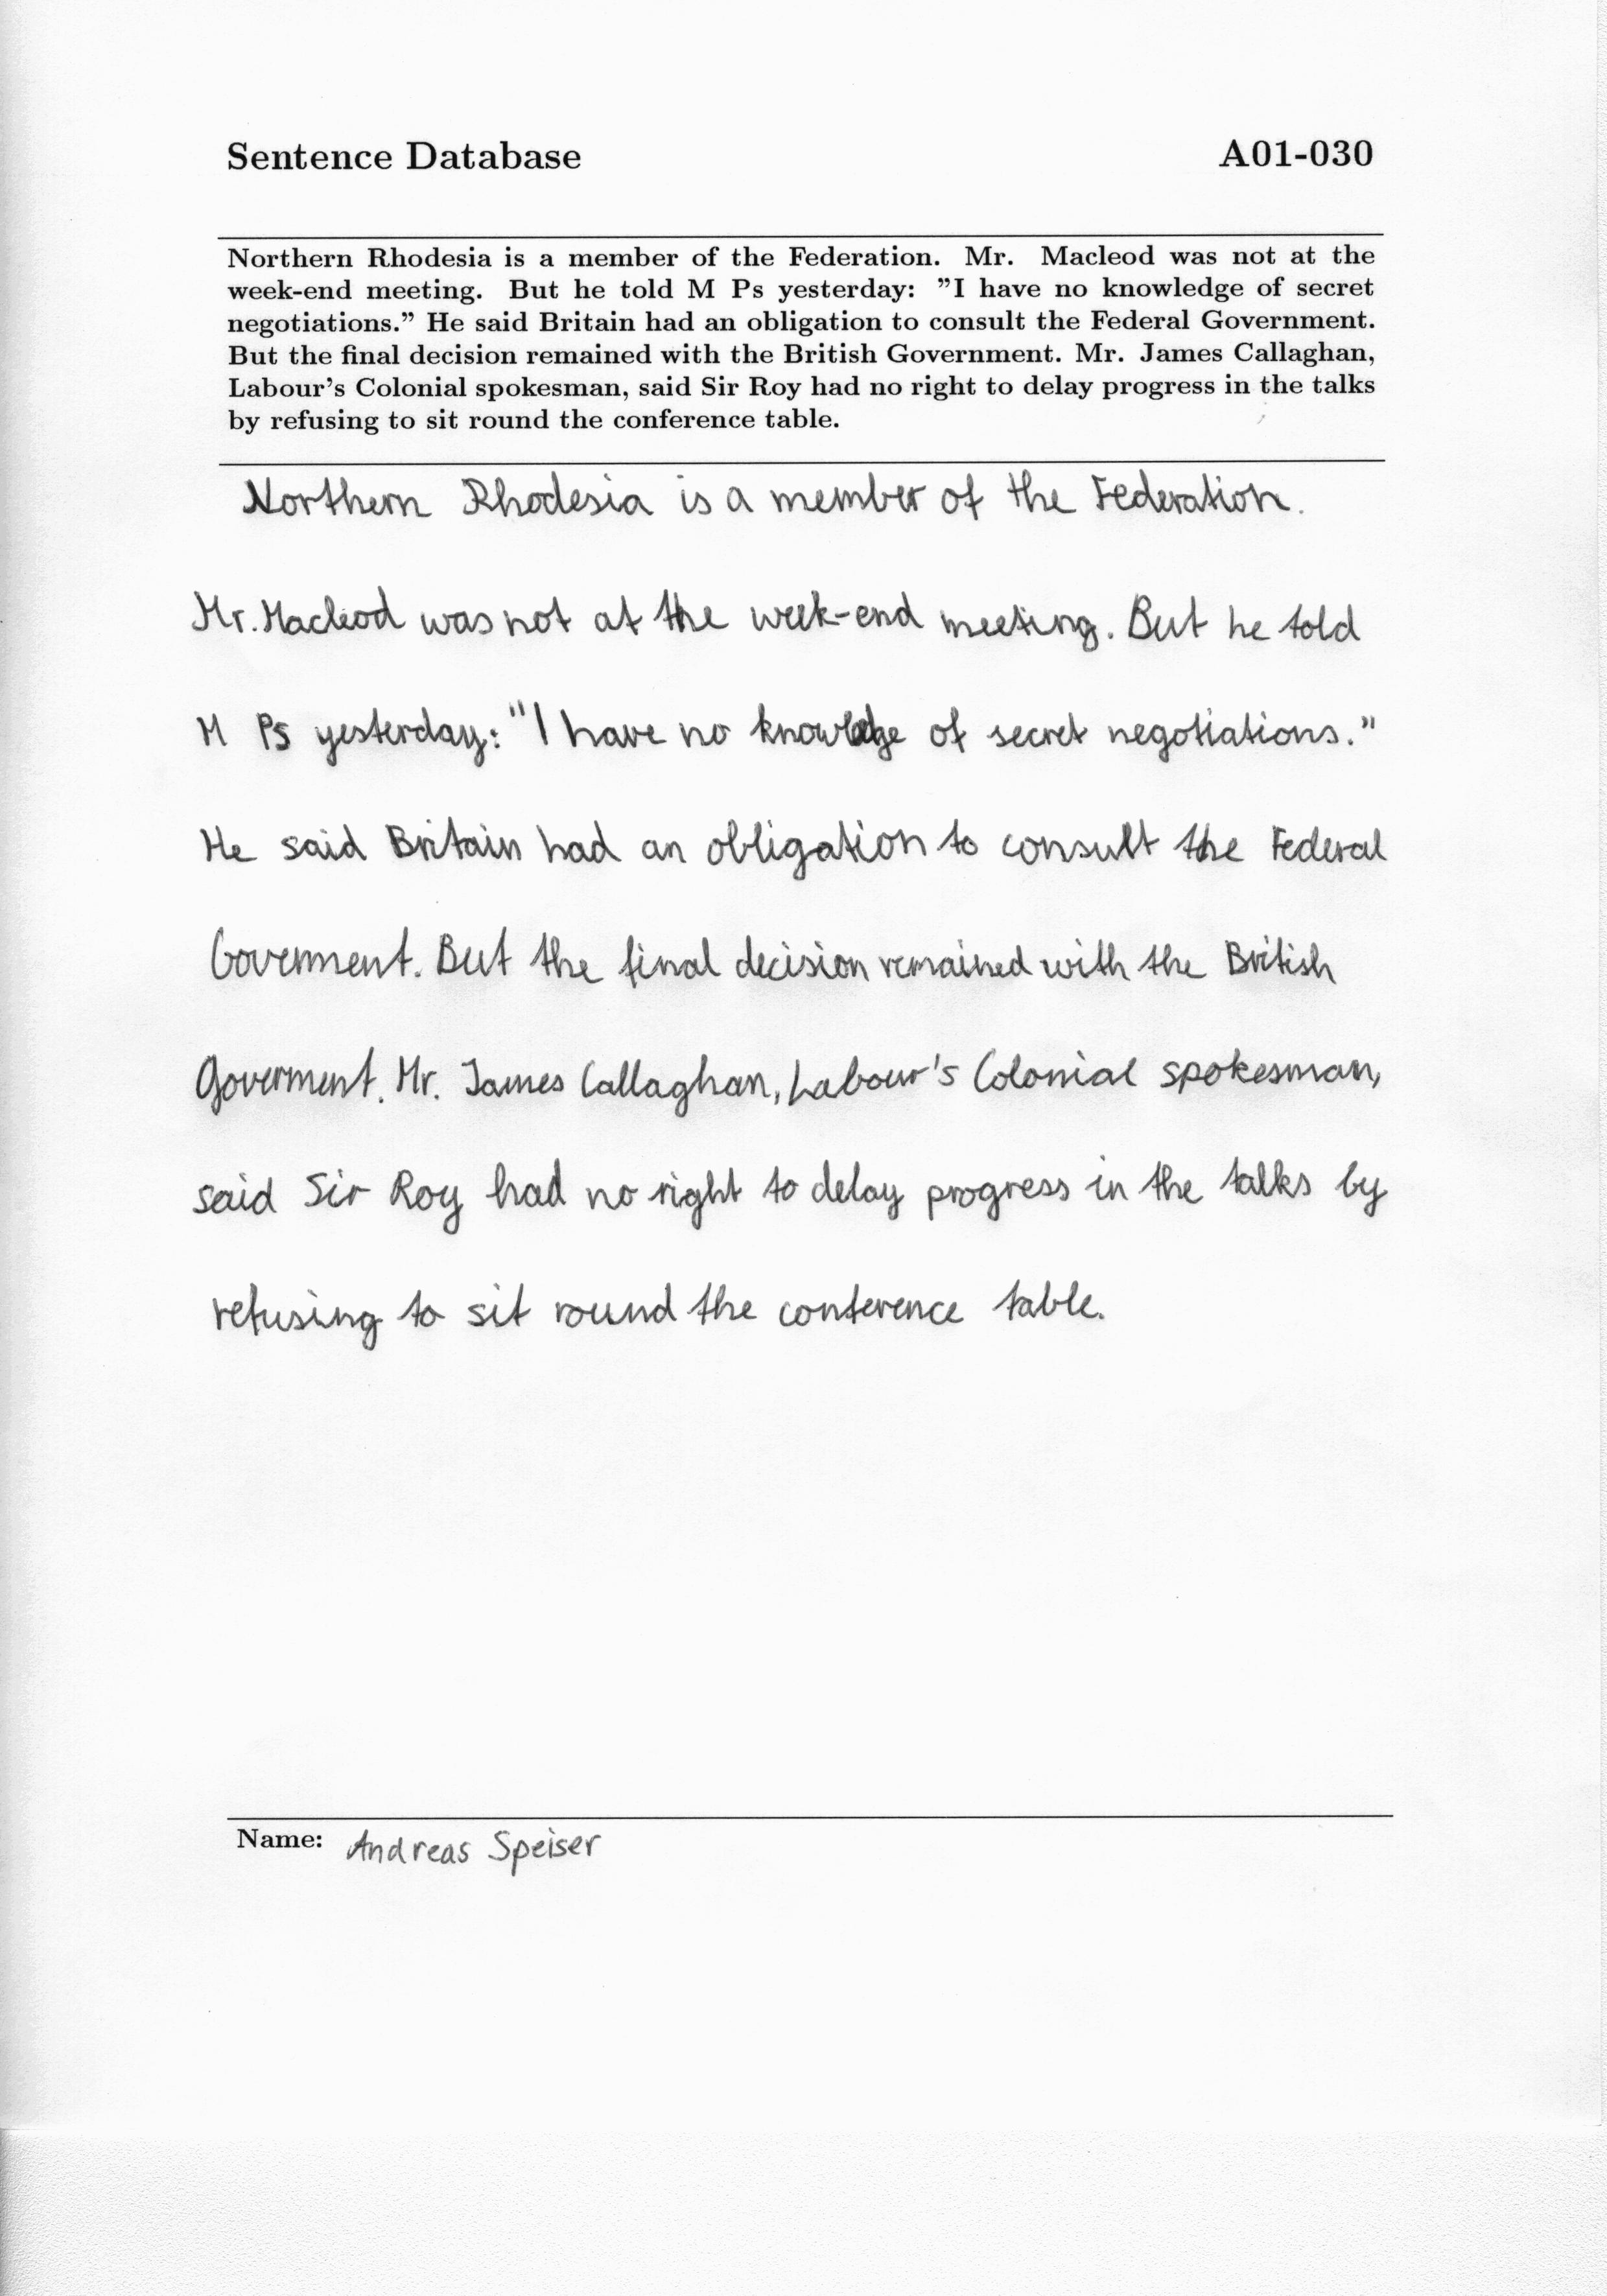 Sentence Database A01-030
Northern Rhodesia is a member of the Federation. Mr. Macleod was not at the
week-end meeting. But he told M Ps yesterday: ”I have no knowledge of secret
negotiations.” He said Britain had an obligation to consult the Federal Government.
But the final decision remained with the British Government. Mr. James Callaghan,
Labour’s Colonial spokesman, said Sir Roy had no right to delay progress in the talks
by refusing to sit round the conference table.
Northern Rhodesia is a member of the Federation.
Mr. Macleod was not at the week-end meeting. But he told
M Ps yesterday: "I have no knowledge of secret negotiations."
He said Britain had an obligation to consult the Federal
Government. But the final decision remained with the British
Goverment. Mr. James Callaghan, Labour's Colonial spokesman,
said Sir Roy had no right to delay progress in the talks by
refusing to sit round the conference table.
Name: Andreas Speiser